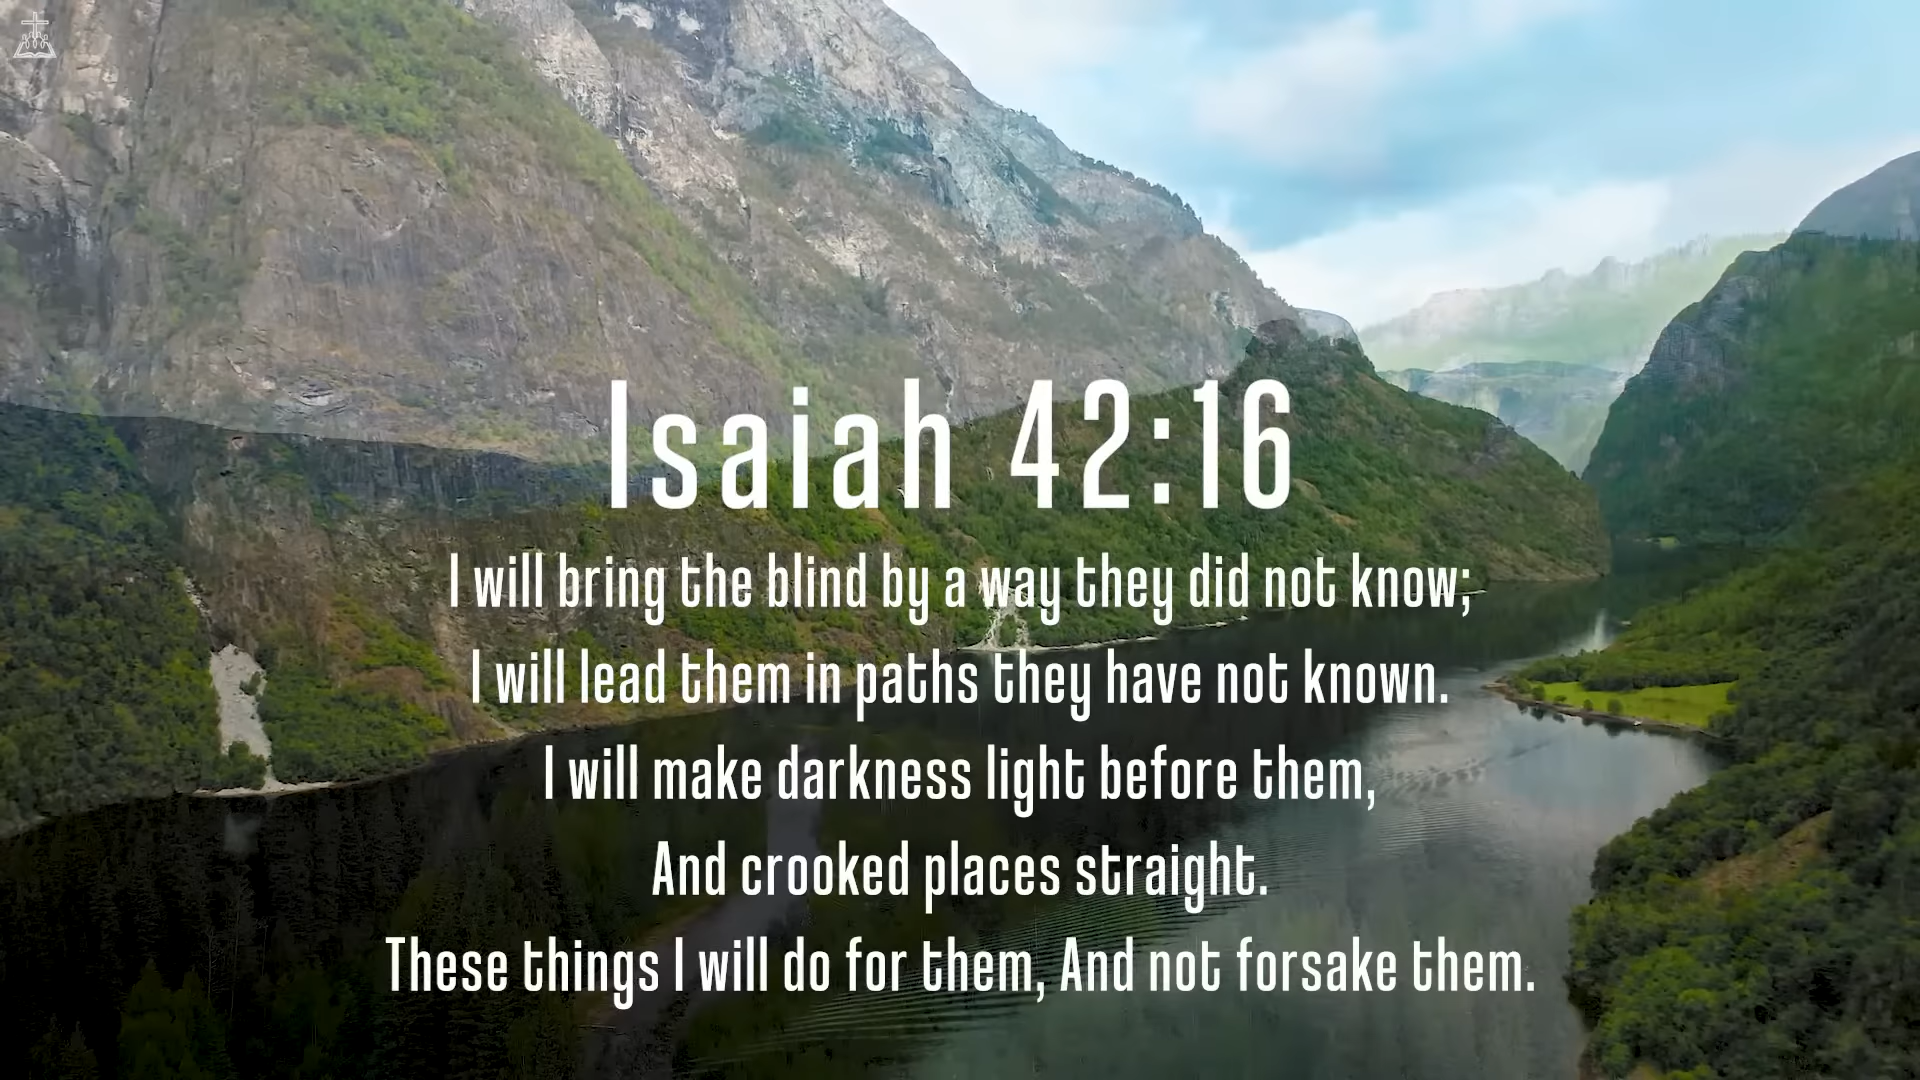 Isaiah 42:16
I will bring the blind by a way they did not know;
I will lead them in paths they have not known.
I will make darkness light before them,
And crooked places straight.
These things I will do for them, And not forsake them.